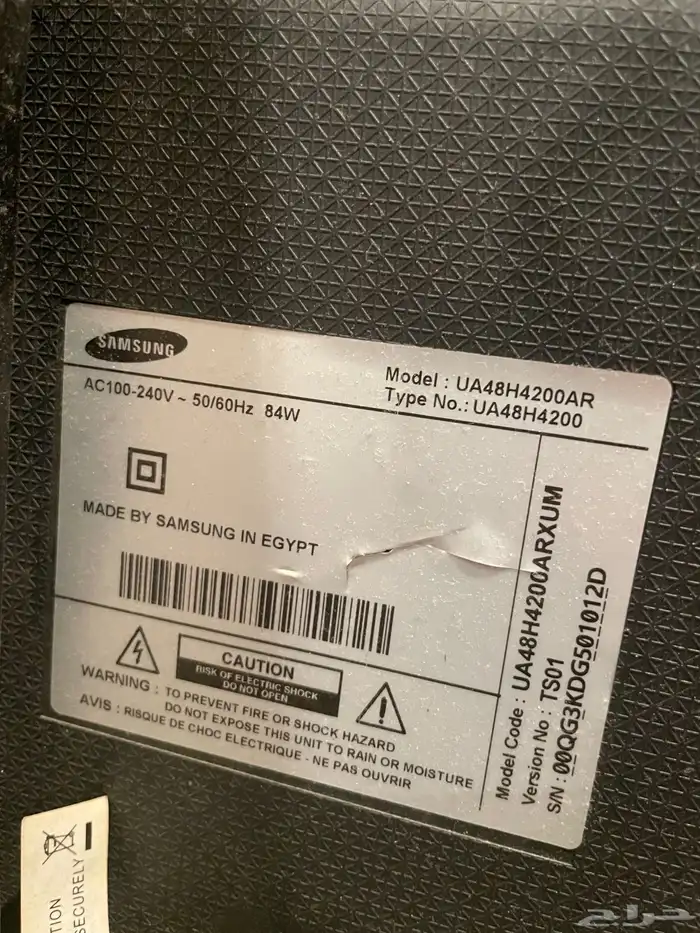 SAMSUNG
Model : UA48H4200AR
Type No.: UA48H4200
AC100-240V ~ 50/60Hz 84W
MADE BY SAMSUNG IN EGYPT
CAUTION
RISK OF ELECTRIC SHOCK
DO NOT OPEN
WARNING : TO PREVENT FIRE OR SHOCK HAZARD
DO NOT EXPOSE THIS UNIT TO RAIN OR MOISTURE
AVIS : RISQUE DE CHOC ELECTRIQUE - NE PAS OUVRIR
Model Code : UA48H4200ARXUM
Version No : TS01
S/N : 00QG3KDG501012D
TION
SECURELY
حراج